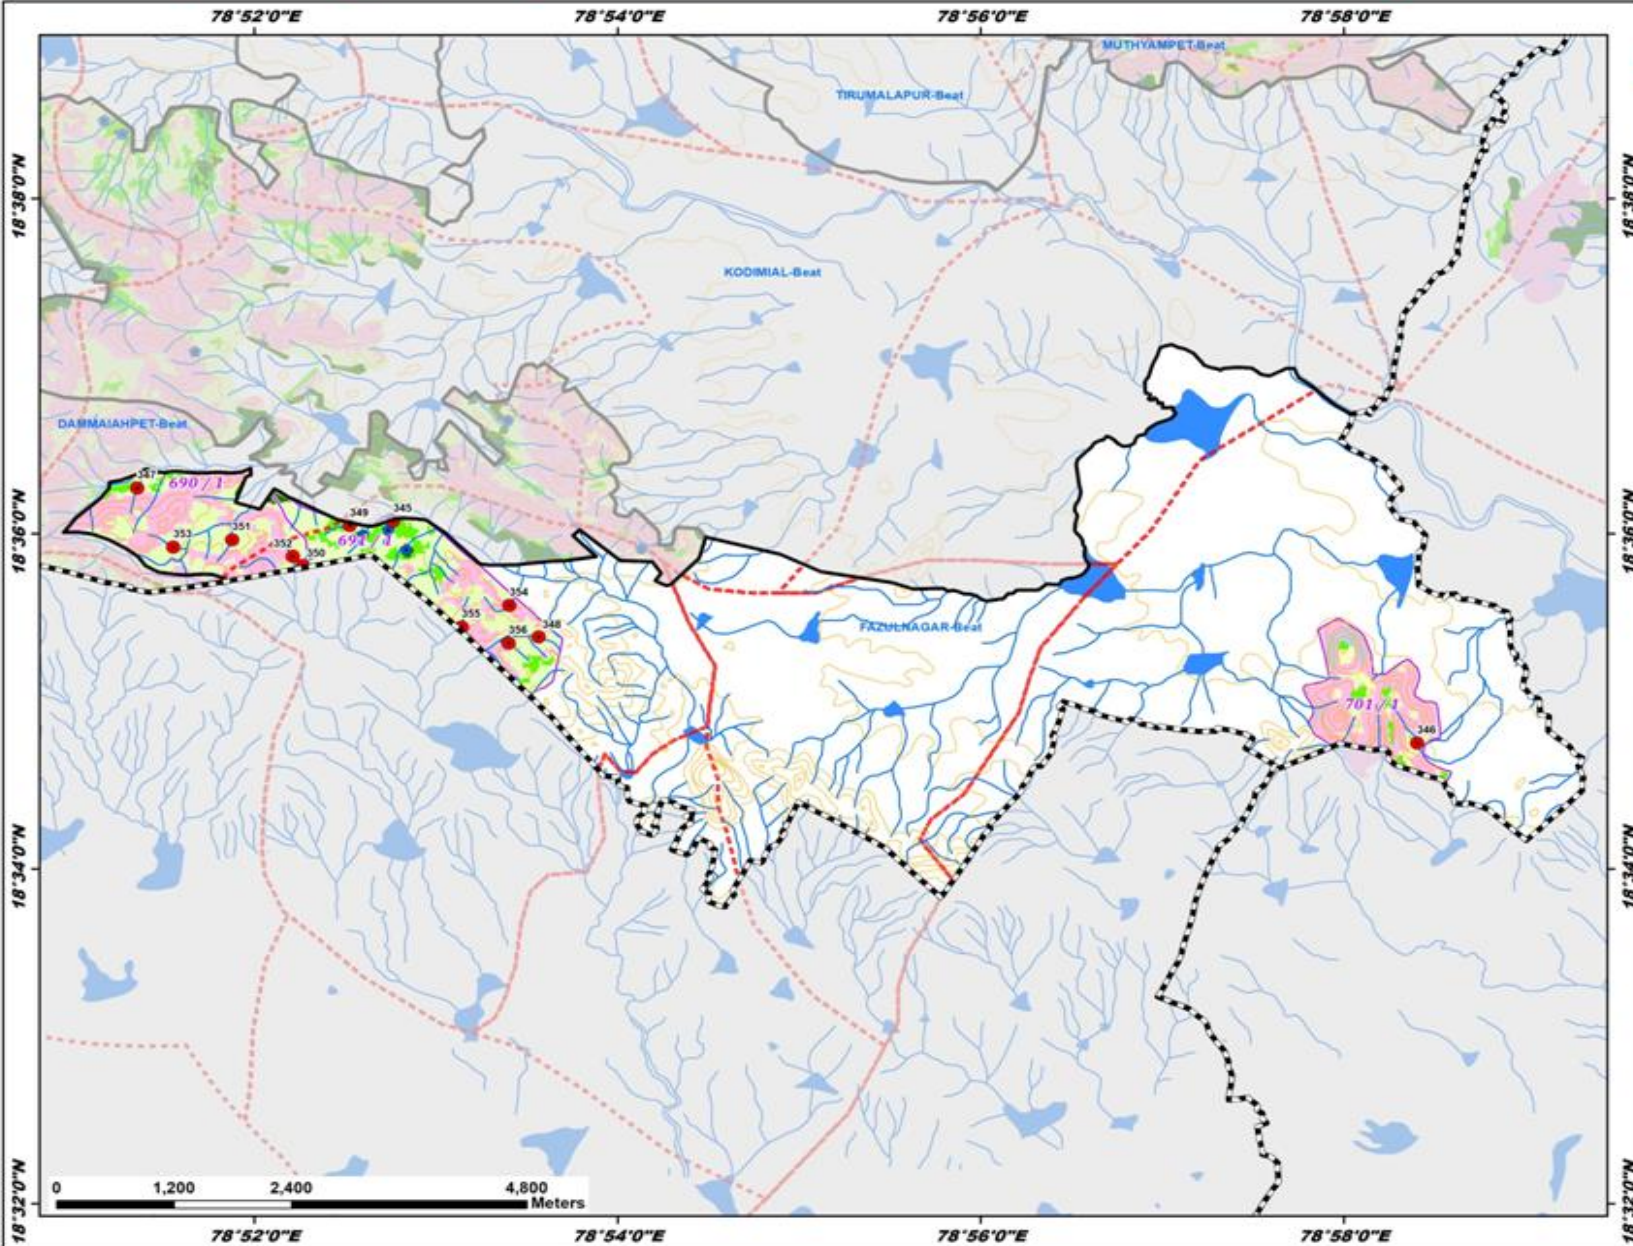 78°52'0"E 78°54'0"E 78°56'0"E 78°58'0"E
MUTHYAMPET-Beat
TIRUMALAPUR-Beat
18°38'0"N 18°38'0"N
KODIMIAL-Beat
DAMMAIAHPET-Beat
347
690 / 1
349 345
18°36'0"N 18°36'0"N
353 351
352 350
354
355
356 348
FAZULNAGAR-Beat
701 / 1
346
18°34'0"N 18°34'0"N
18°32'0"N 18°32'0"N
0 1,200 2,400 4,800
Meters
78°52'0"E 78°54'0"E 78°56'0"E 78°58'0"E